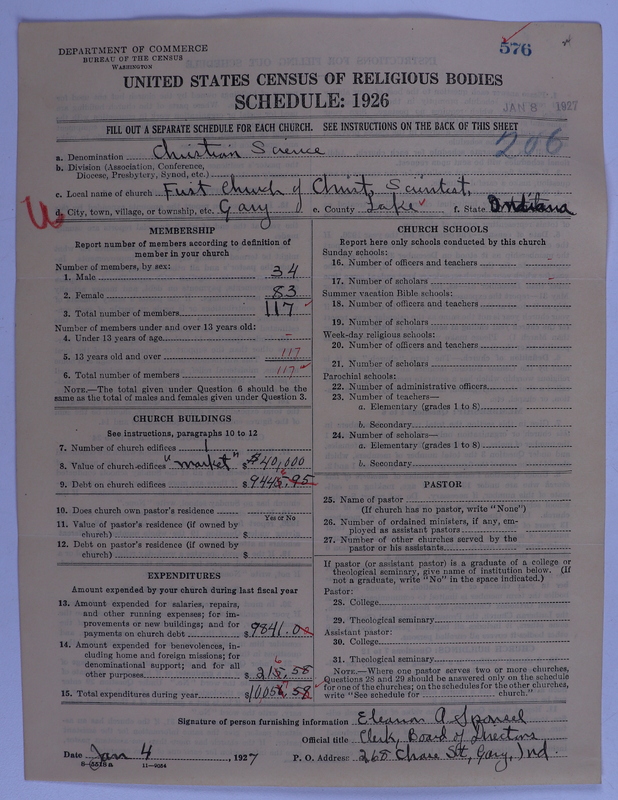 DEPARTMENT OF COMMERCE
BUREAU OF THE CENSUS
WASHINGTON
576
UNITED STATES CENSUS OF RELIGIOUS BODIES
SCHEDULE: 1926
JAN 8 1927
FILL OUT A SEPARATE SCHEDULE FOR EACH CHURCH. SEE INSTRUCTIONS ON THE BACK OF THIS SHEET
206
a. Denomination Christian Science
b. Division (Association, Conference, Diocese, Presbytery, Synod, etc.)
c. Local name of church First Church of Christ, Scientist,
d. City, town, village, or township, etc. Gary e. County Lake f. State Indiana
MEMBERSHIP
Report number of members according to definition of
member in your church
Number of members, by sex:
1. Male 34
2. Female 83
3. Total number of members 117
Number of members under and over 13 years old:
4. Under 13 years of age –
5. 13 years old and over 117
6. Total number of members 117
NOTE.—The total given under Question 6 should be the
same as the total of males and females given under Question 3.
CHURCH BUILDINGS
See instructions, paragraphs 10 to 12
7. Number of church edifices 1
8. Value of church edifices "market" $ $40,000
9. Debt on church edifices $ 9445.95
10. Does church own pastor's residence
Yes or No
11. Value of pastor's residence (if owned by
church) $
12. Debt on pastor's residence (if owned by
church) $
EXPENDITURES
Amount expended by your church during last fiscal year
13. Amount expended for salaries, repairs,
and other running expenses; for im-
provements or new buildings; and for
payments on church debt $ 9841.02
14. Amount expended for benevolences, in-
cluding home and foreign missions; for
denominational support; and for all
other purposes $ 215.58
6
15. Total expenditures during year $ 10,056.58
CHURCH SCHOOLS
Report here only schools conducted by this church
Sunday schools:
16. Number of officers and teachers
17. Number of scholars –
Summer vacation Bible schools:
18. Number of officers and teachers
19. Number of scholars
Week-day religious schools:
20. Number of officers and teachers
21. Number of scholars
Parochial schools:
22. Number of administrative officers
23. Number of teachers—
a. Elementary (grades 1 to 8)
b. Secondary
24. Number of scholars—
a. Elementary (grades 1 to 8)
b. Secondary
PASTOR
25. Name of pastor
(If church has no pastor, write "None")
26. Number of ordained ministers, if any, em-
ployed as assistant pastors
27. Number of other churches served by the
pastor or his assistants
If pastor (or assistant pastor) is a graduate of a college or
theological seminary, give name of institution below. (If
not a graduate, write "No" in the space indicated.)
Pastor:
28. College
29. Theological seminary
Assistant pastor:
30. College
31. Theological seminary
NOTE.—Where one pastor serves two or more churches,
Questions 28 and 29 should be answered only on the schedule
for one of the churches; on the schedules for the other churches,
write "See schedule for church."
Signature of person furnishing information Eleanor A Sponsel
Official title Clerk, Board of Directors
Date Jan 4, 1927 P. O. Address 268 Chase St, Gary, Ind.
8—5518a 11—9084